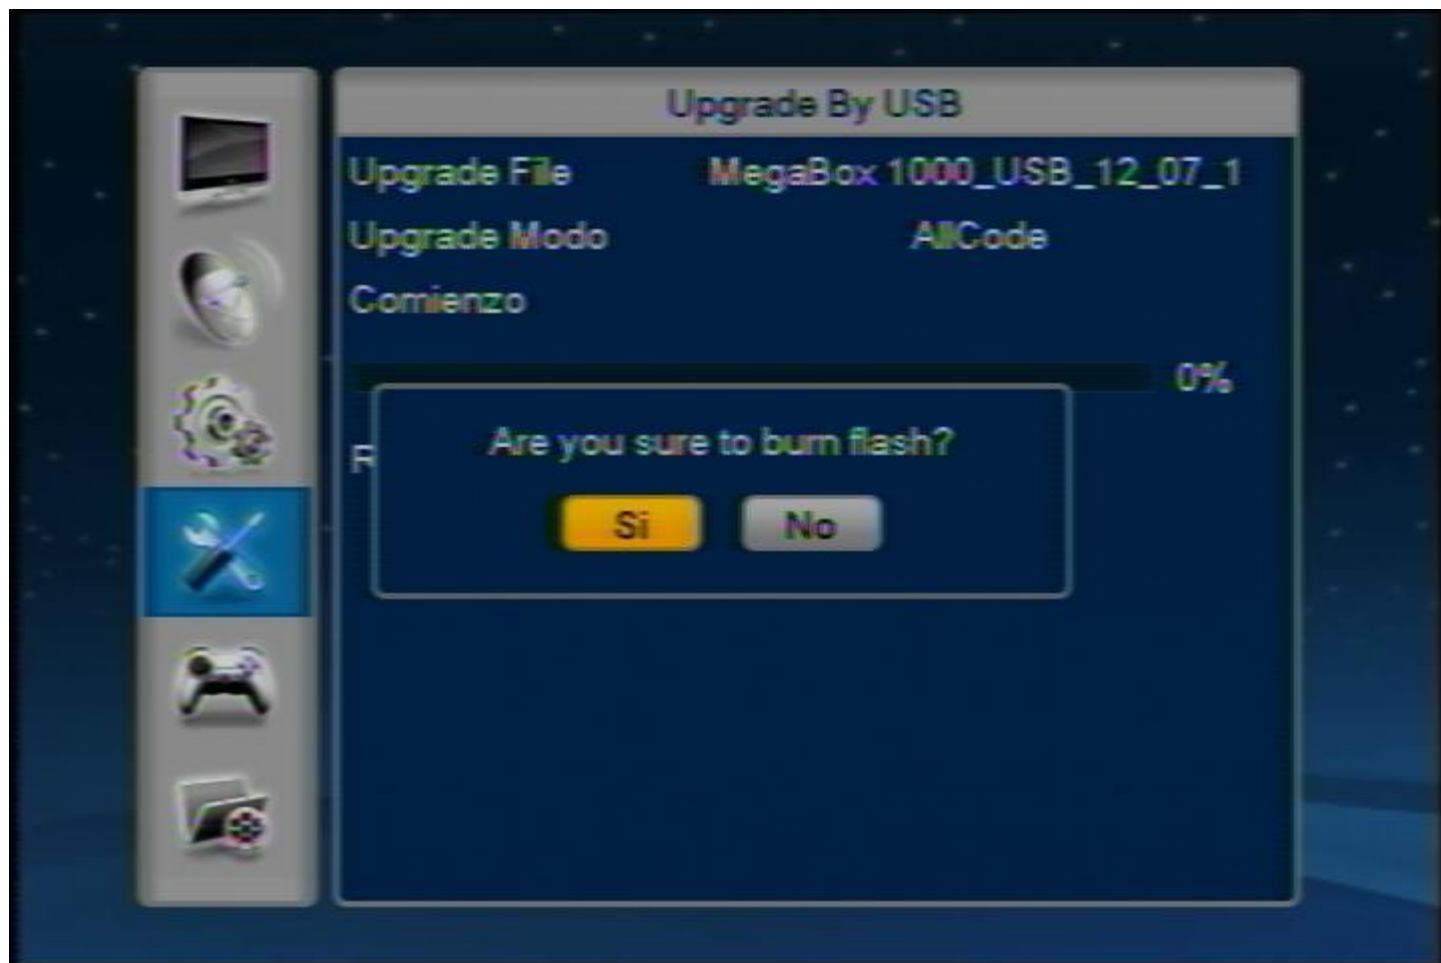 Upgrade By USB
Upgrade File MegaBox 1000_USB_12_07_1
Upgrade Modo AllCode
Comienzo
0%
R
Are you sure to burn flash?
Si No